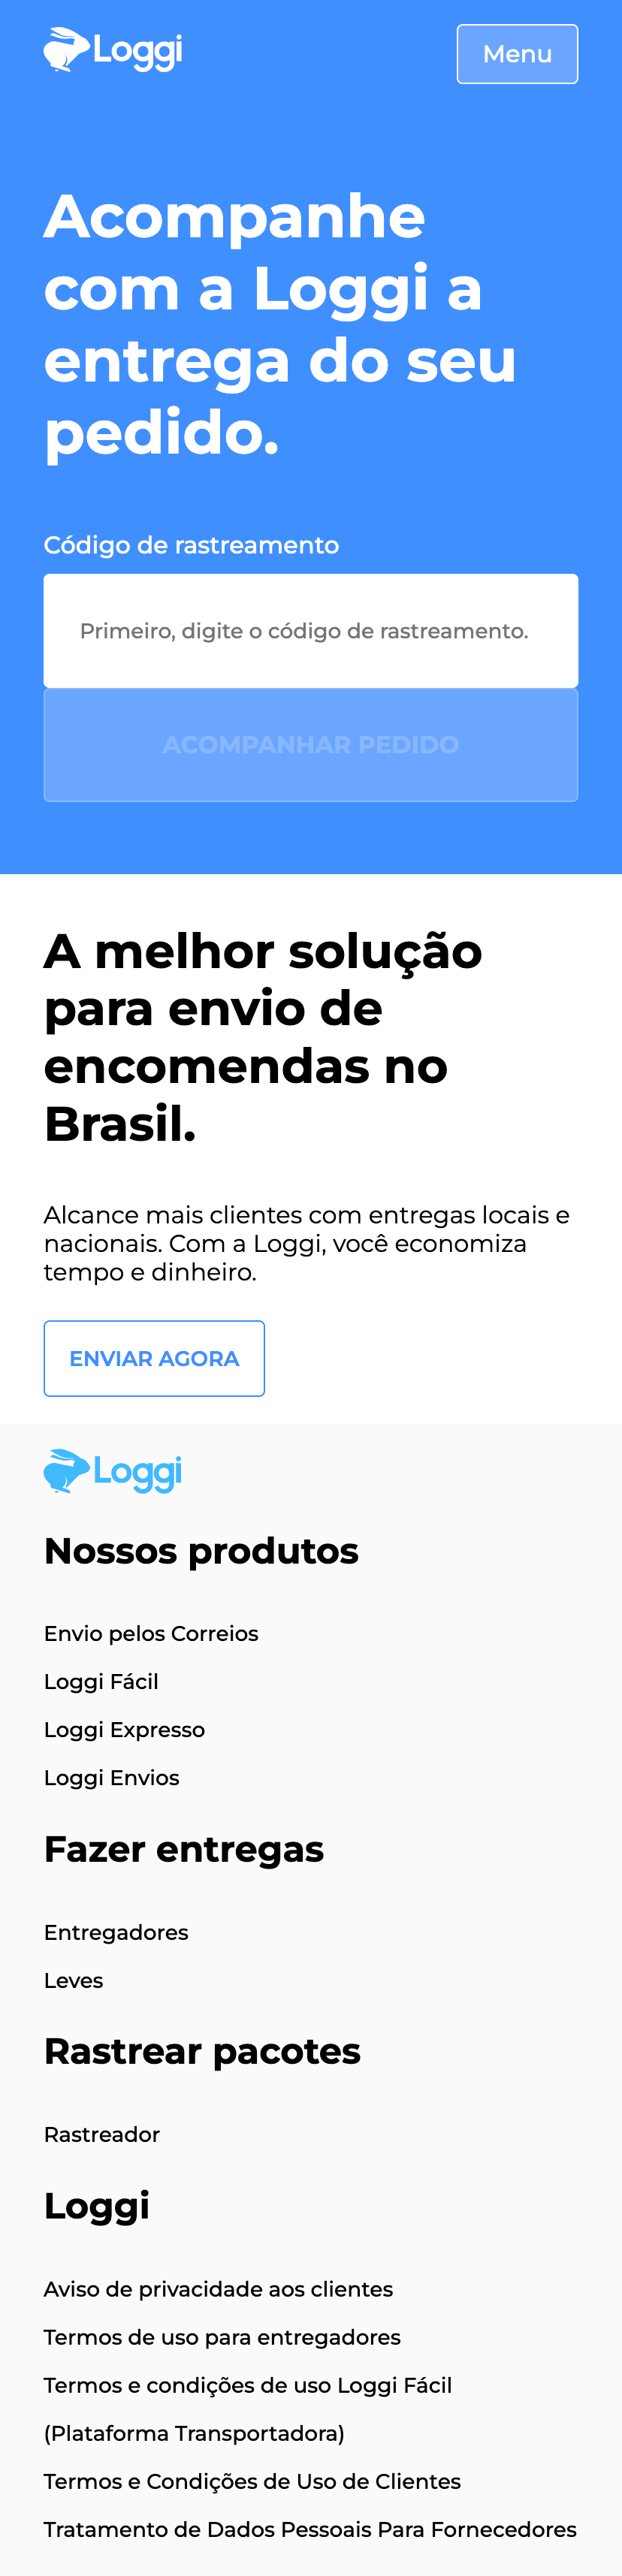 Loggi
Menu
Acompanhe
com a Loggi a
entrega do seu
pedido.
Código de rastreamento
Primeiro, digite o código de rastreamento.
ACOMPANHAR PEDIDO
A melhor solução
para envio de
encomendas no
Brasil.
Alcance mais clientes com entregas locais e
nacionais. Com a Loggi, você economiza
tempo e dinheiro.
ENVIAR AGORA
Loggi
Nossos produtos
Envio pelos Correios
Loggi Fácil
Loggi Expresso
Loggi Envios
Fazer entregas
Entregadores
Leves
Rastrear pacotes
Rastreador
Loggi
Aviso de privacidade aos clientes
Termos de uso para entregadores
Termos e condições de uso Loggi Fácil
(Plataforma Transportadora)
Termos e Condições de Uso de Clientes
Tratamento de Dados Pessoais Para Fornecedores